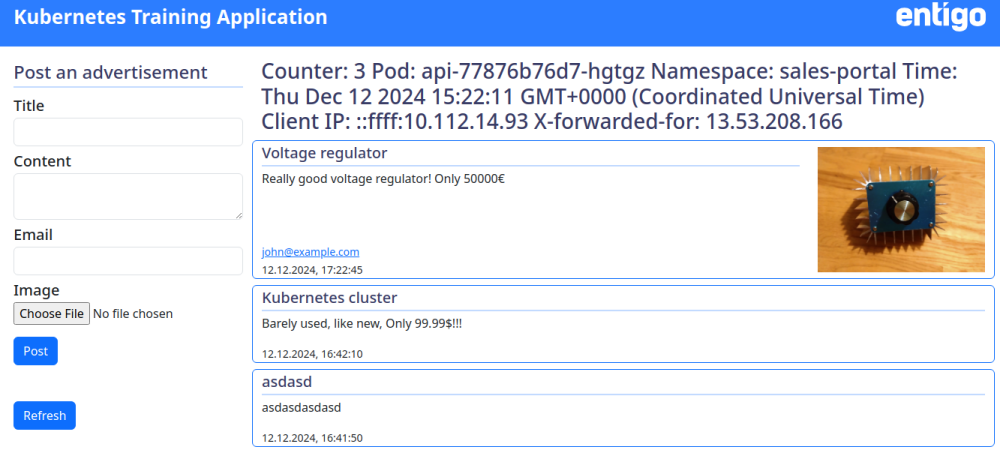 Kubernetes Training Application
entigo
Post an advertisement
Title
Content
Email
Image
Choose File No file chosen
Post
Refresh
Counter: 3 Pod: api-77876b76d7-hgtgz Namespace: sales-portal Time:
Thu Dec 12 2024 15:22:11 GMT+0000 (Coordinated Universal Time)
Client IP: ::ffff:10.112.14.93 X-forwarded-for: 13.53.208.166
Voltage regulator
Really good voltage regulator! Only 50000€
john@example.com
12.12.2024, 17:22:45
Kubernetes cluster
Barely used, like new, Only 99.99$!!!
12.12.2024, 16:42:10
asdasd
asdasdasdasd
12.12.2024, 16:41:50